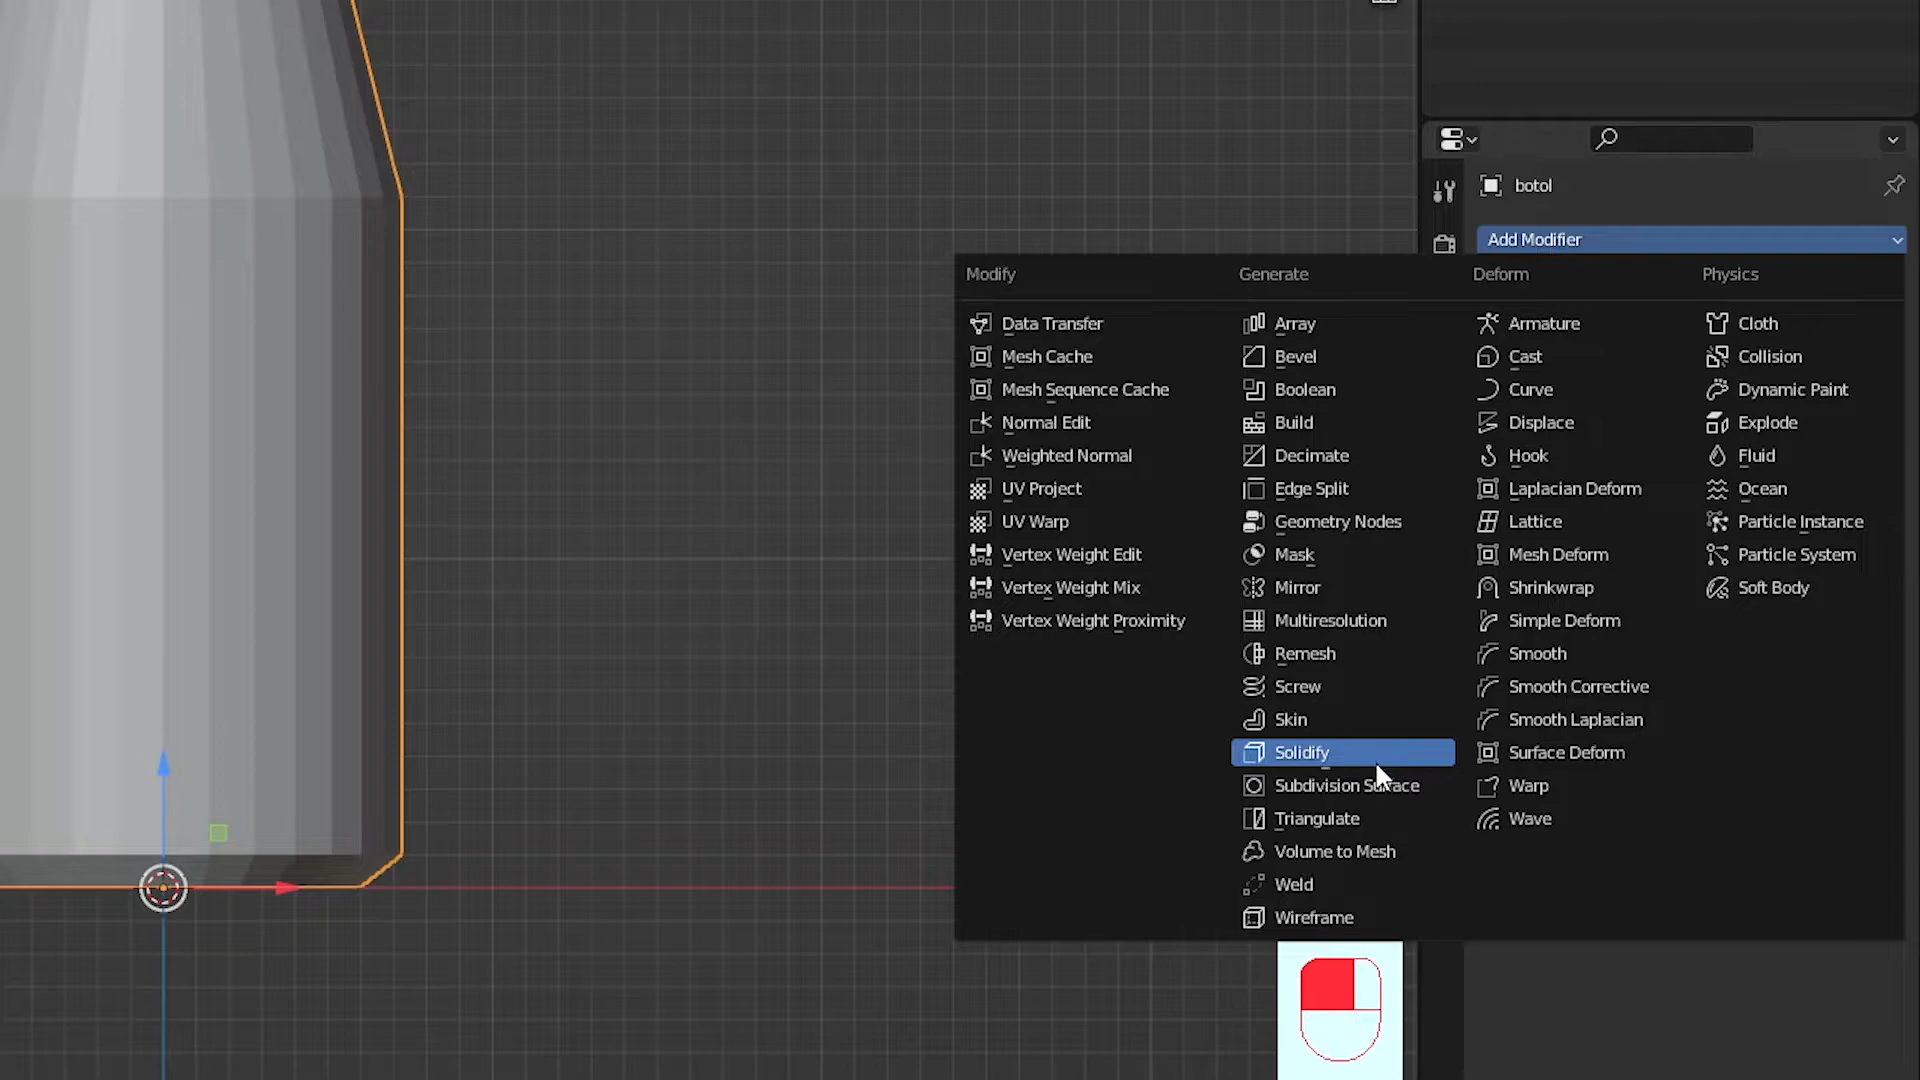 botol
Add Modifier
Modify
Data Transfer
Mesh Cache
Mesh Sequence Cache
Normal Edit
Weighted Normal
UV Project
UV Warp
Vertex Weight Edit
Vertex Weight Mix
Vertex Weight Proximity
Generate
Array
Bevel
Boolean
Build
Decimate
Edge Split
Geometry Nodes
Mask
Mirror
Multiresolution
Remesh
Screw
Skin
Solidify
Subdivision Surface
Triangulate
Volume to Mesh
Weld
Wireframe
Deform
Armature
Cast
Curve
Displace
Hook
Laplacian Deform
Lattice
Mesh Deform
Shrinkwrap
Simple Deform
Smooth
Smooth Corrective
Smooth Laplacian
Surface Deform
Warp
Wave
Physics
Cloth
Collision
Dynamic Paint
Explode
Fluid
Ocean
Particle Instance
Particle System
Soft Body